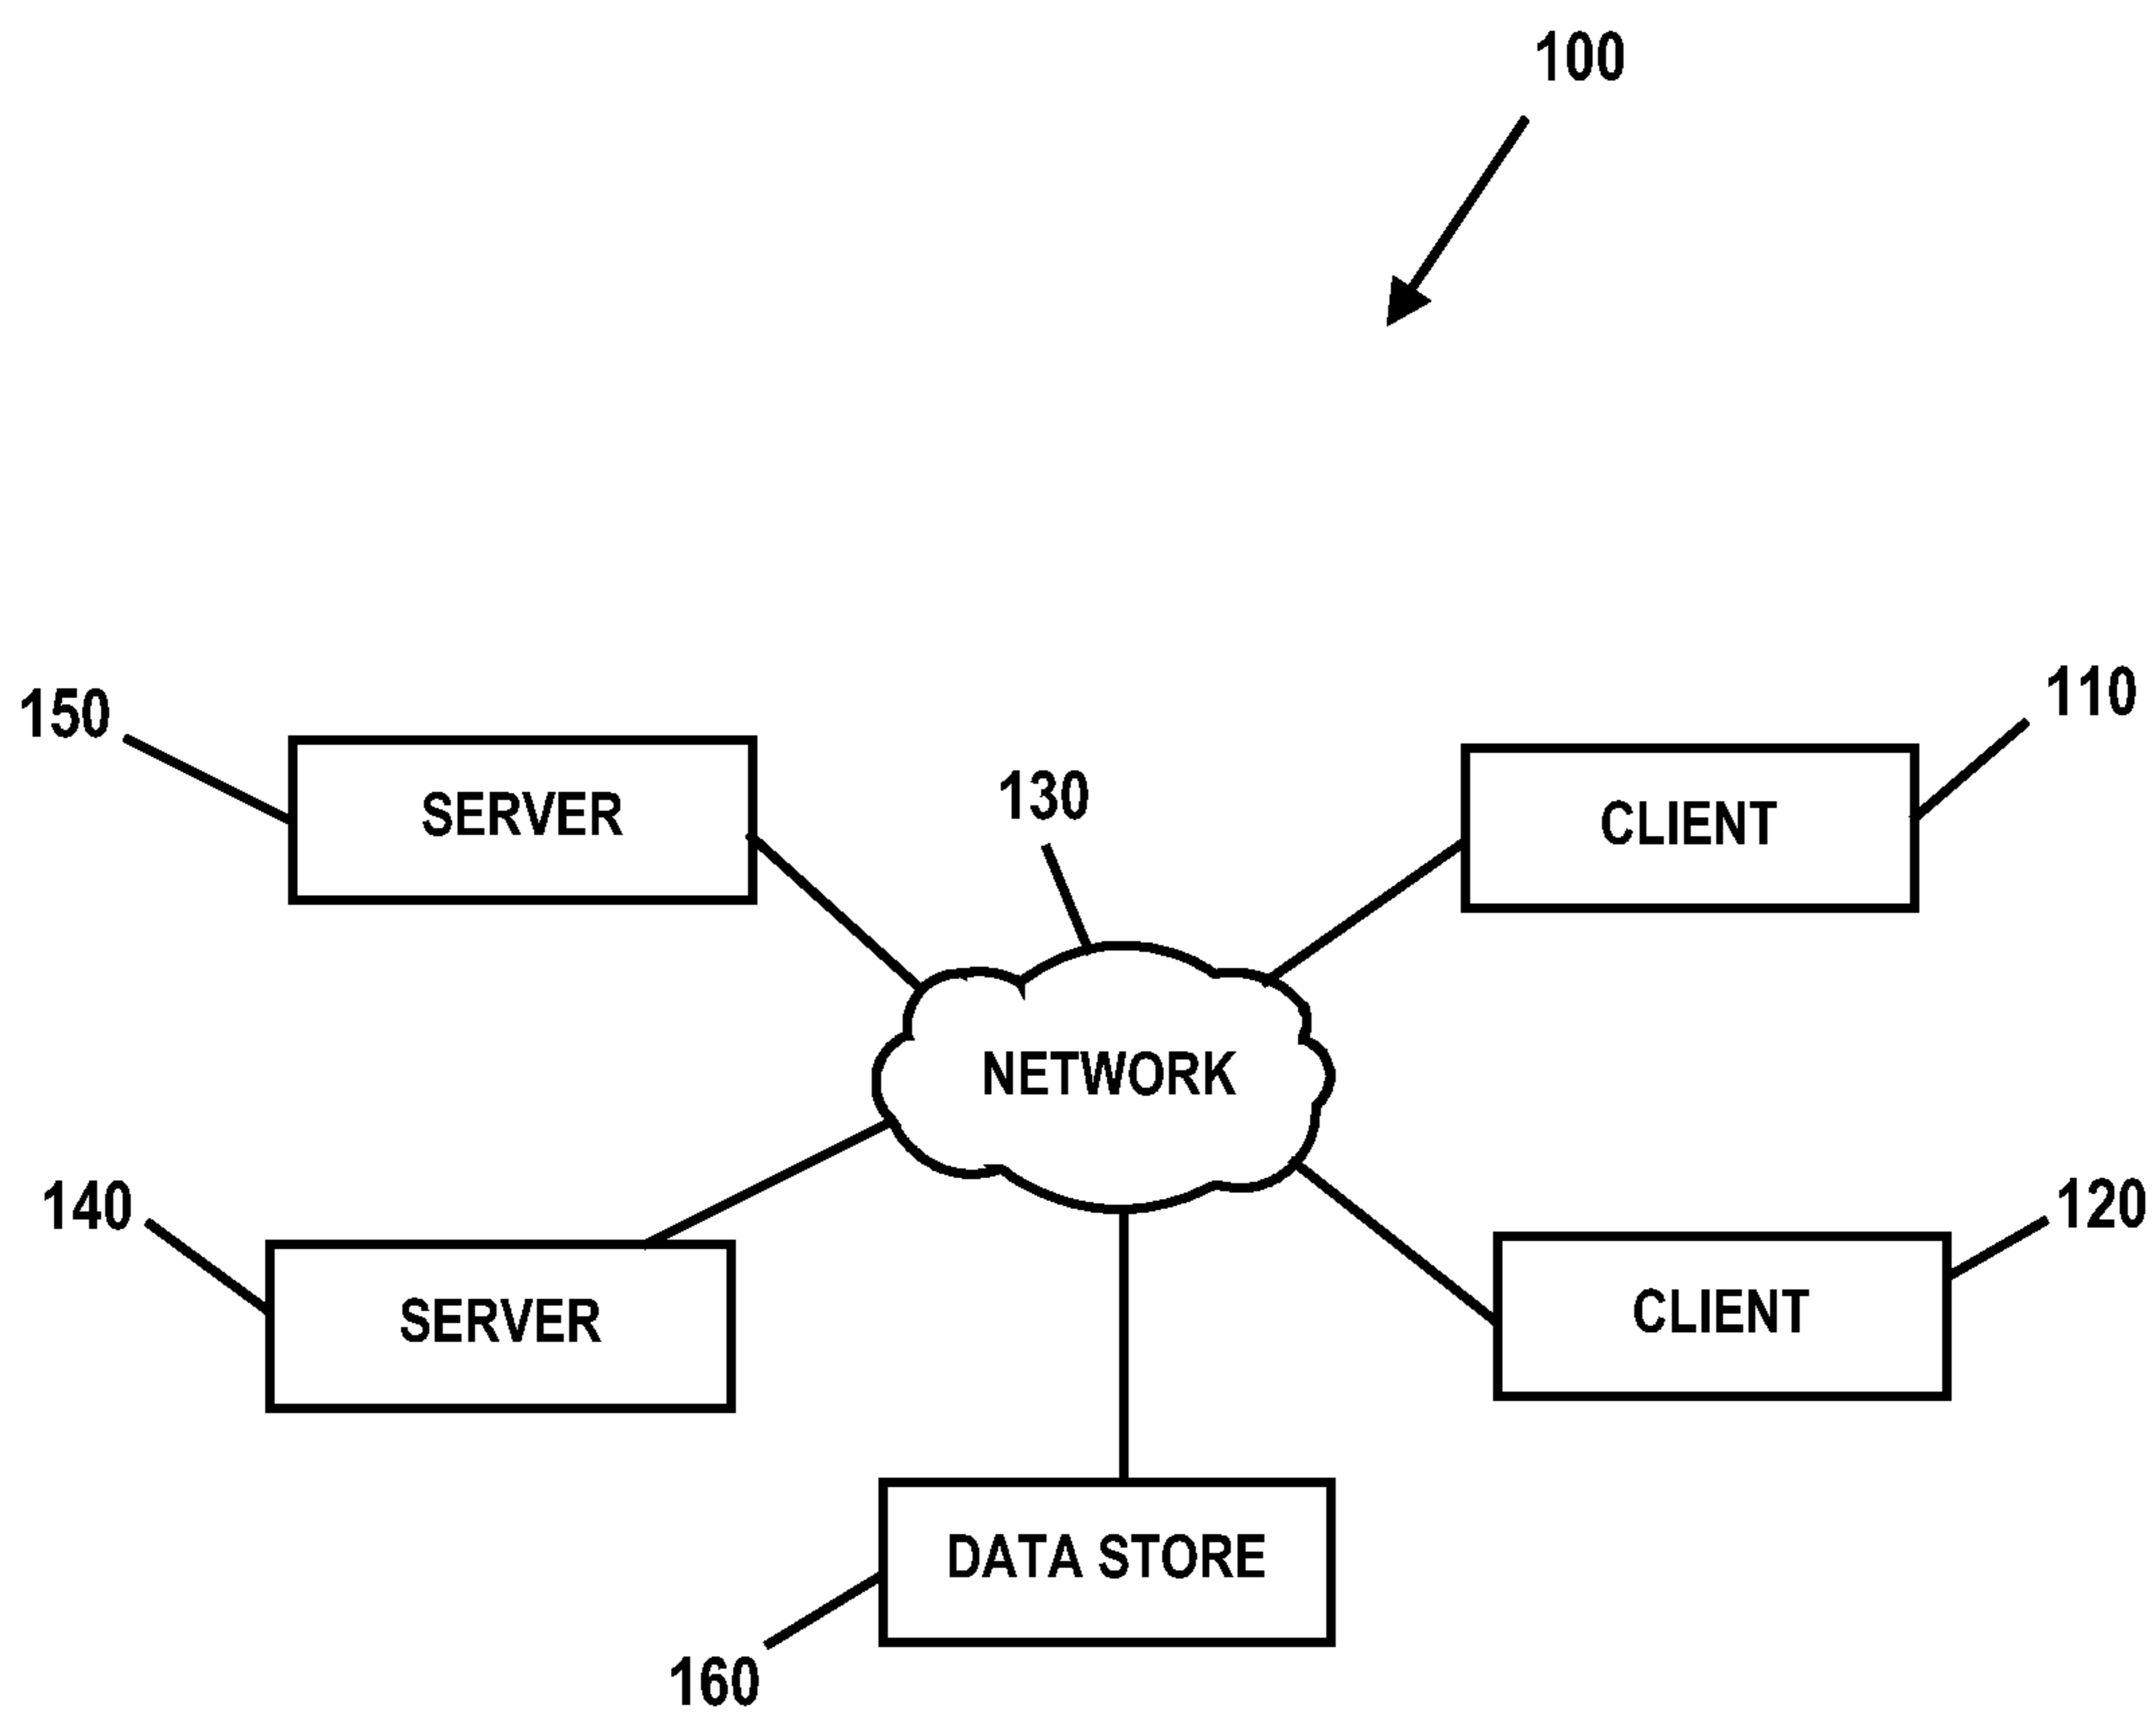 100
110
150
SERVER
130
CLIENT
NETWORK
140
120
SERVER
CLIENT
DATA STORE
160